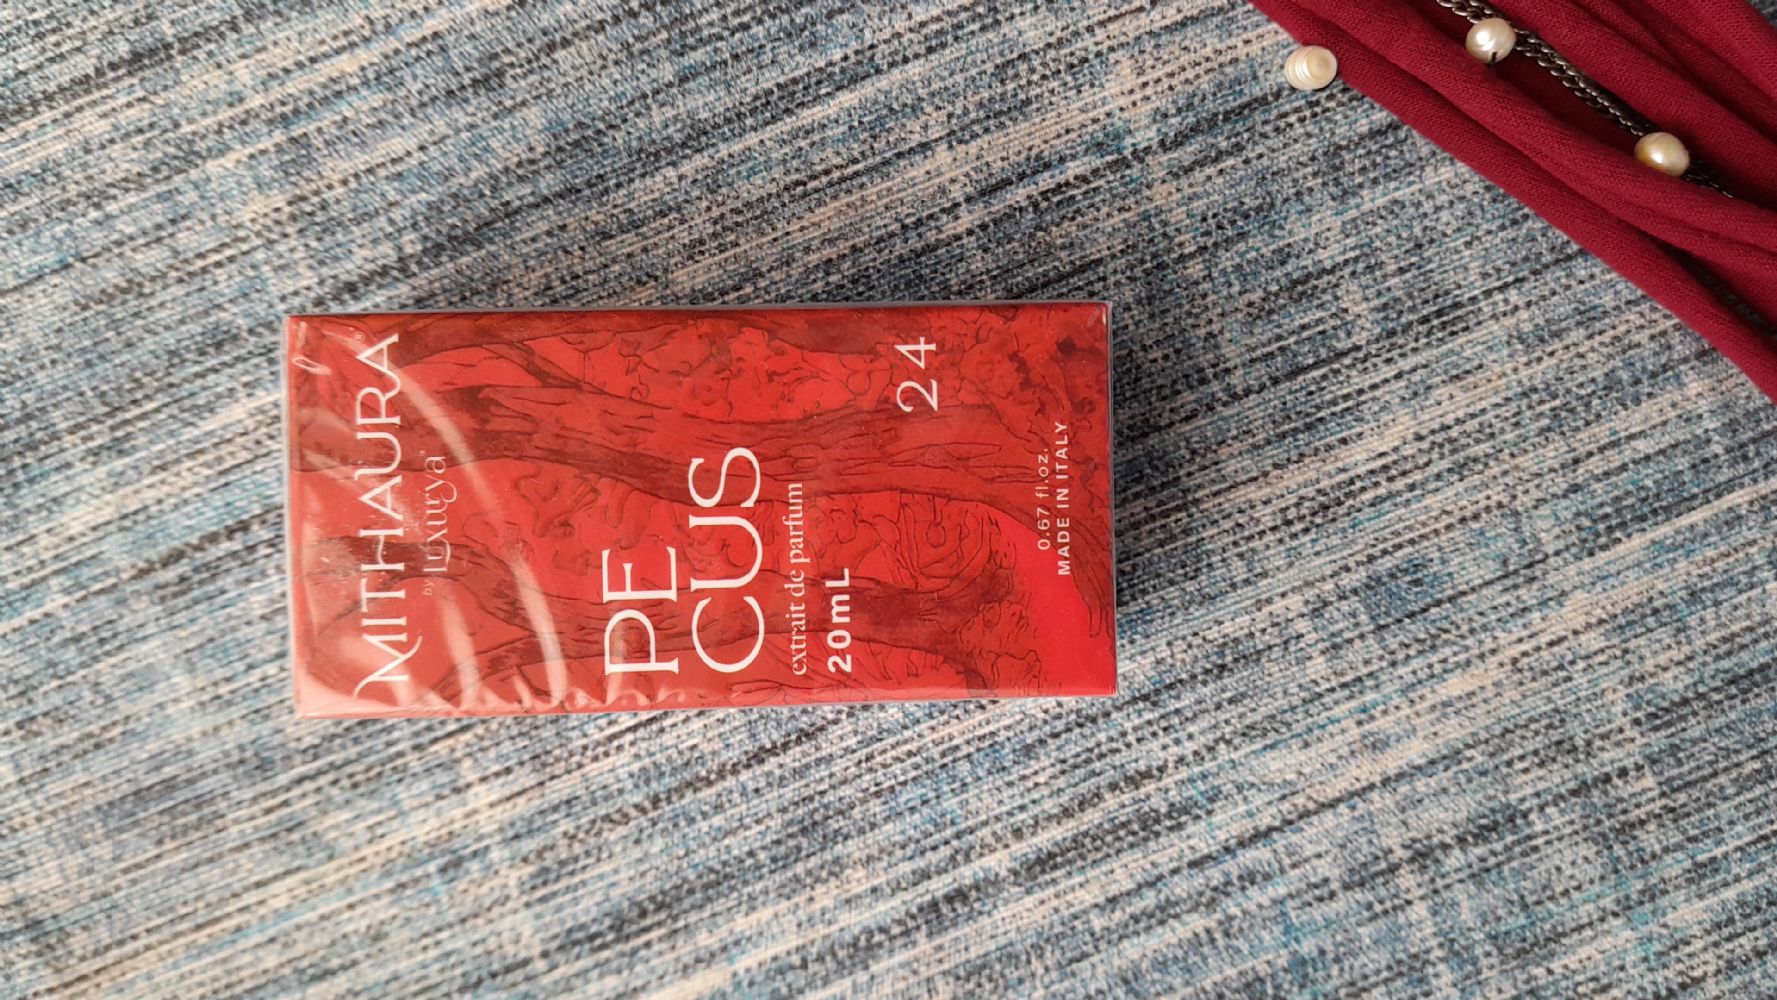 MITHAURA®
by Luxurya
PE
CUS
extrait de parfum
20mL
24
0.67 fl.oz.
MADE IN ITALY